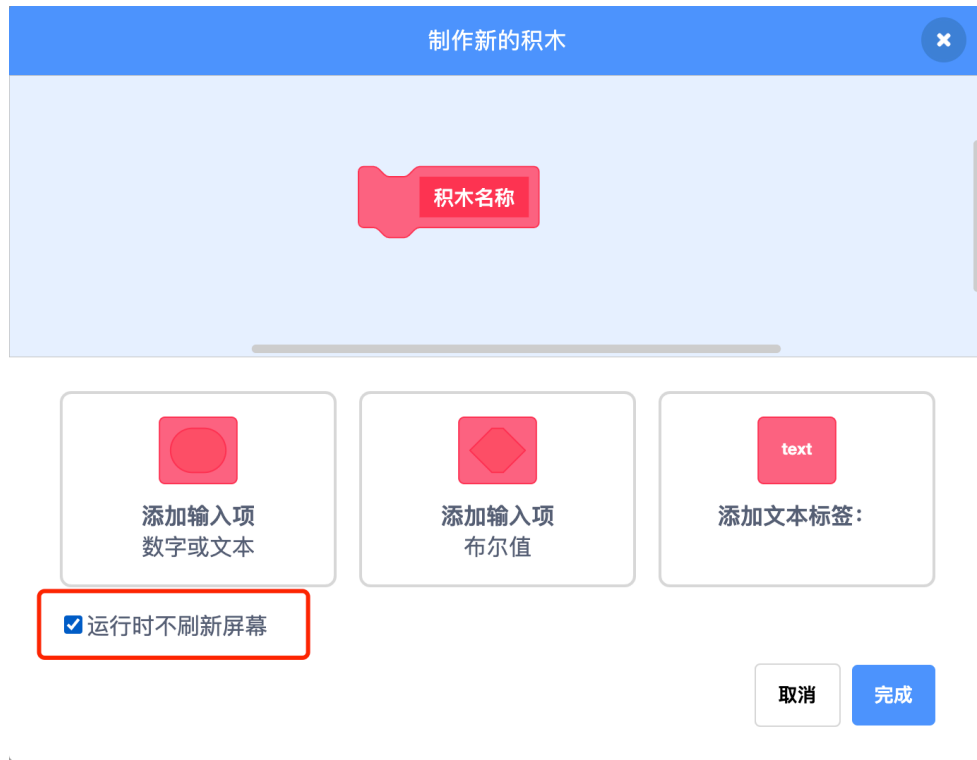 制作新的积木
积木名称
text
添加输入项
数字或文本
添加输入项
布尔值
添加文本标签：
运行时不刷新屏幕
取消
完成